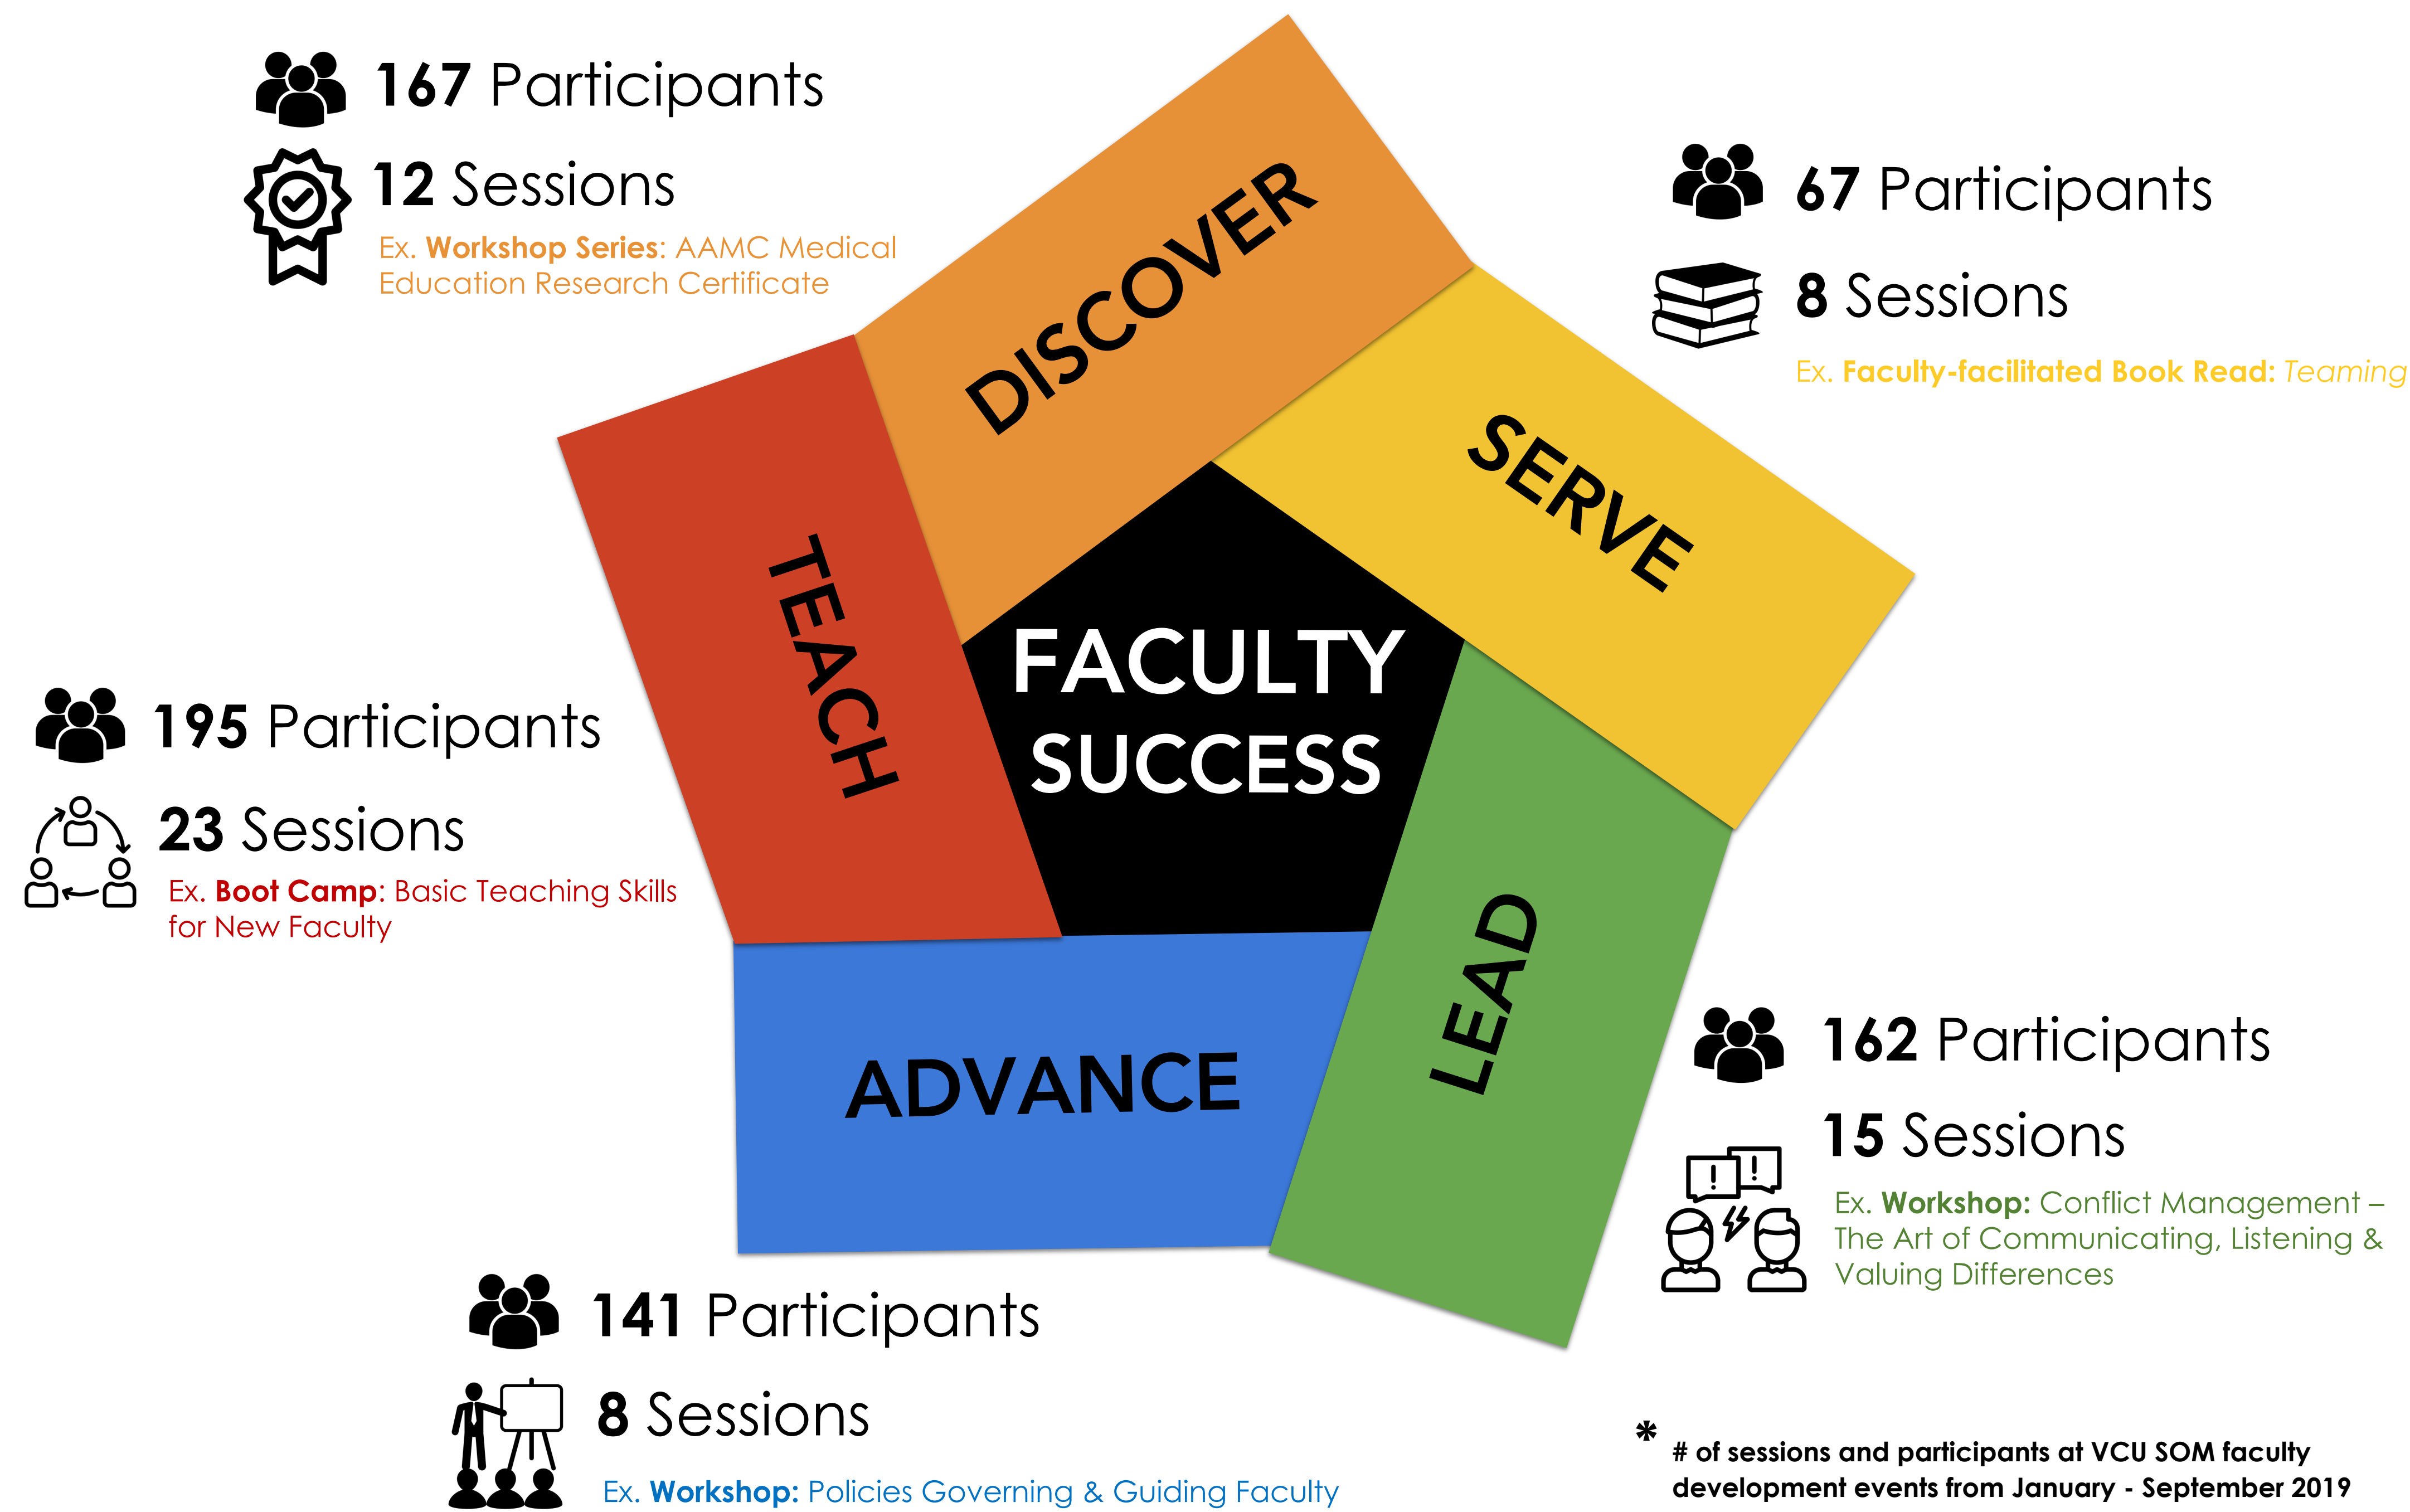 167 Participants
12 Sessions
Ex. Workshop Series: AAMC Medical
Education Research Certificate
DISCOVER
67 Participants
8 Sessions
Ex. Faculty-facilitated Book Read: Teaming
SERVE
TEACH
FACULTY
SUCCESS
195 Participants
23 Sessions
Ex. Boot Camp: Basic Teaching Skills
for New Faculty
LEAD
ADVANCE
162 Participants
15 Sessions
Ex. Workshop: Conflict Management –
The Art of Communicating, Listening &
Valuing Differences
141 Participants
8 Sessions
Ex. Workshop: Policies Governing & Guiding Faculty
* # of sessions and participants at VCU SOM faculty
development events from January - September 2019